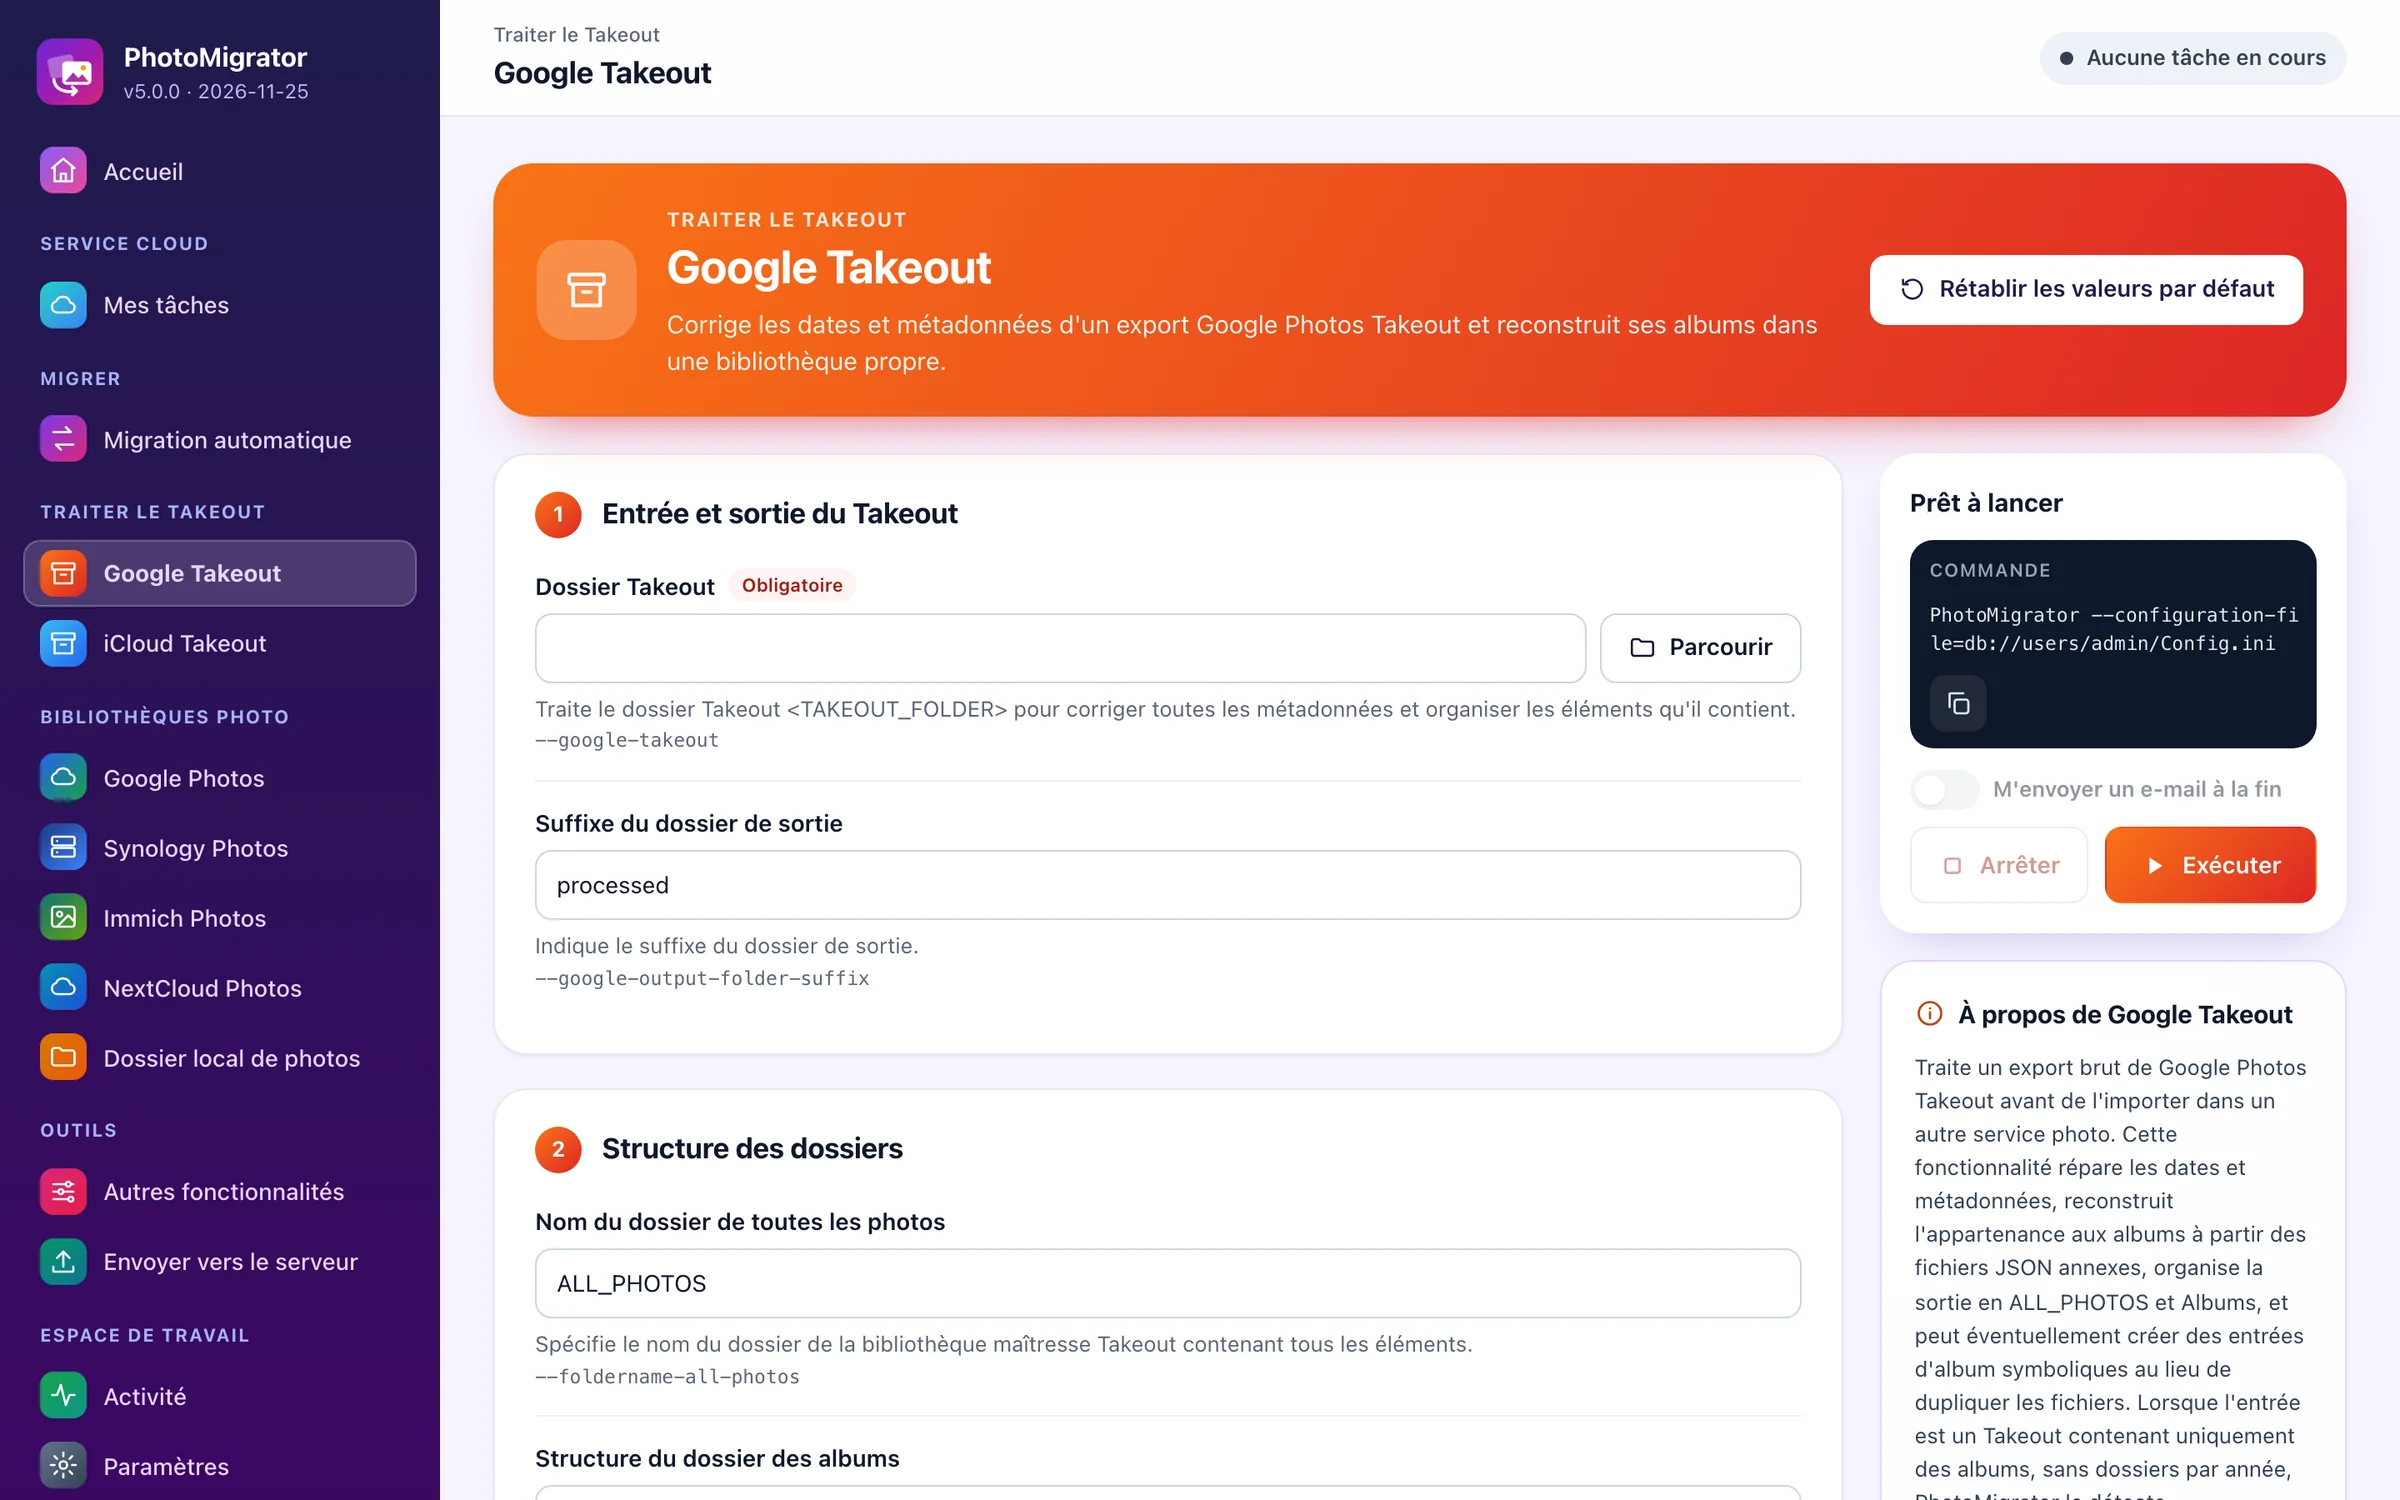 PhotoMigrator
v5.0.0 · 2026-11-25
Accueil
SERVICE CLOUD
Mes tâches
MIGRER
Migration automatique
TRAITER LE TAKEOUT
Google Takeout
iCloud Takeout
BIBLIOTHÈQUES PHOTO
Google Photos
Synology Photos
Immich Photos
NextCloud Photos
Dossier local de photos
OUTILS
Autres fonctionnalités
Envoyer vers le serveur
ESPACE DE TRAVAIL
Activité
Paramètres
Traiter le Takeout
Google Takeout
Aucune tâche en cours
TRAITER LE TAKEOUT
Google Takeout
Corrige les dates et métadonnées d'un export Google Photos Takeout et reconstruit ses albums dans
une bibliothèque propre.
Rétablir les valeurs par défaut
1 Entrée et sortie du Takeout
Dossier Takeout Obligatoire
Parcourir
Traite le dossier Takeout <TAKEOUT_FOLDER> pour corriger toutes les métadonnées et organiser les éléments qu'il contient.
--google-takeout
Suffixe du dossier de sortie
processed
Indique le suffixe du dossier de sortie.
--google-output-folder-suffix
2 Structure des dossiers
Nom du dossier de toutes les photos
ALL_PHOTOS
Spécifie le nom du dossier de la bibliothèque maîtresse Takeout contenant tous les éléments.
--foldername-all-photos
Structure du dossier des albums
Prêt à lancer
COMMANDE
PhotoMigrator --configuration-fi
le=db://users/admin/Config.ini
M'envoyer un e-mail à la fin
Arrêter
Exécuter
À propos de Google Takeout
Traite un export brut de Google Photos
Takeout avant de l'importer dans un
autre service photo. Cette
fonctionnalité répare les dates et
métadonnées, reconstruit
l'appartenance aux albums à partir des
fichiers JSON annexes, organise la
sortie en ALL_PHOTOS et Albums, et
peut éventuellement créer des entrées
d'album symboliques au lieu de
dupliquer les fichiers. Lorsque l'entrée
est un Takeout contenant uniquement
des albums, sans dossiers par année,